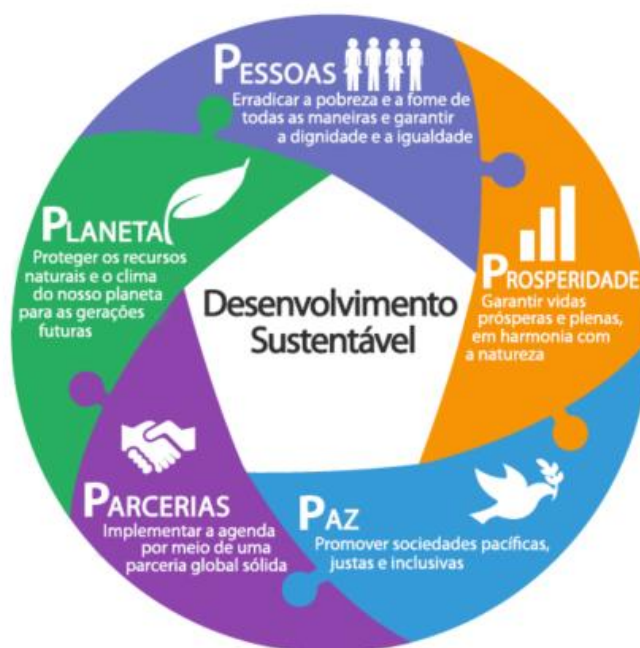 PESSOAS
Erradicar a pobreza e a fome de
todas as maneiras e garantir
a dignidade e a igualdade
PLANETA
Proteger os recursos
naturais e o clima
do nosso planeta
para as gerações
futuras
PROSPERIDADE
Garantir vidas
prósperas e plenas,
em harmonia com
a natureza
Desenvolvimento
Sustentável
PARCERIAS
Implementar a agenda
por meio de uma
parceria global sólida
PAZ
Promover sociedades pacíficas,
justas e inclusivas